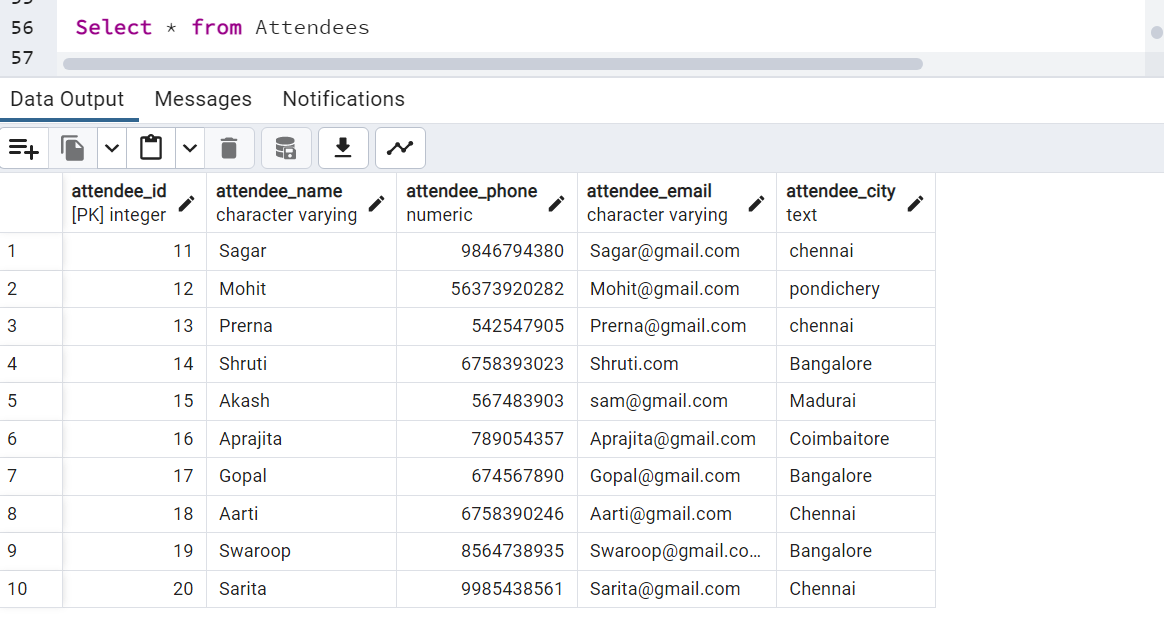 56 Select * from Attendees
57
Data Output Messages Notifications
attendee_id attendee_name attendee_phone attendee_email attendee_city
[PK] integer character varying numeric character varying text
1 11 Sagar 9846794380 Sagar@gmail.com chennai
2 12 Mohit 56373920282 Mohit@gmail.com pondichery
3 13 Prerna 542547905 Prerna@gmail.com chennai
4 14 Shruti 6758393023 Shruti.com Bangalore
5 15 Akash 567483903 sam@gmail.com Madurai
6 16 Aprajita 789054357 Aprajita@gmail.com Coimbaitore
7 17 Gopal 674567890 Gopal@gmail.com Bangalore
8 18 Aarti 6758390246 Aarti@gmail.com Chennai
9 19 Swaroop 8564738935 Swaroop@gmail.co... Bangalore
10 20 Sarita 9985438561 Sarita@gmail.com Chennai